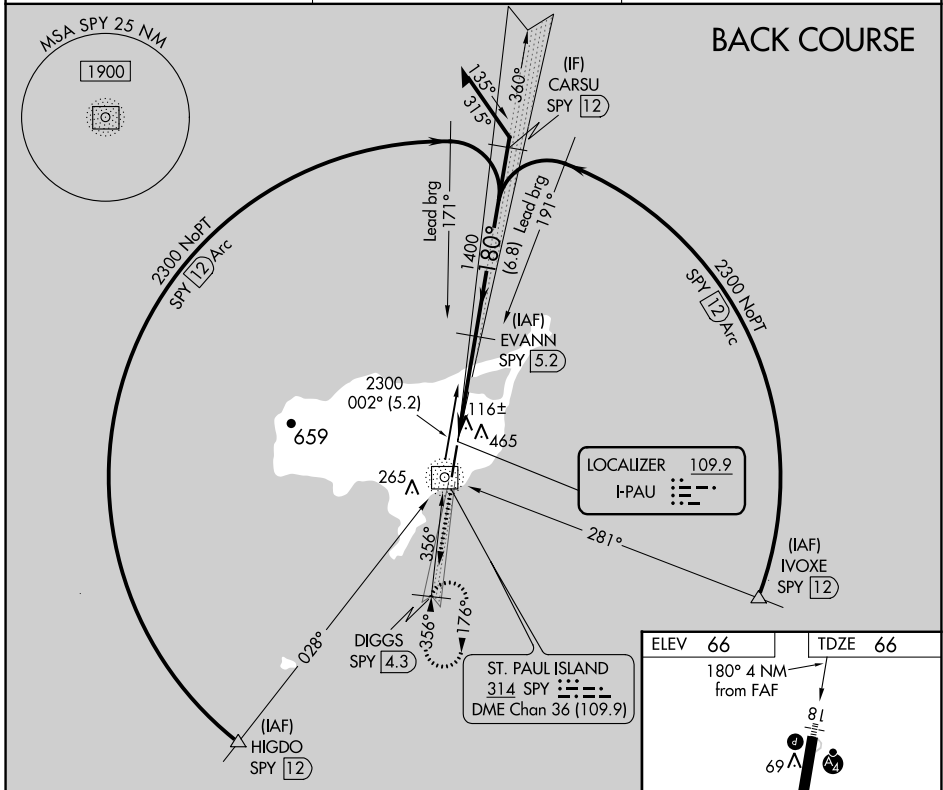 MSA SPY 25 NM
1900
BACK COURSE
135°
315°
360°
(IF)
CARSU
SPY 12
Lead brg
171°
Lead brg
191°
2300 NoPT
SPY 12 Arc
1400
180°
(6.8)
2300 NoPT
SPY 12 Arc
(IAF)
EVANN
SPY 5.2
2300
002° (5.2)
116±
465
659
265
LOCALIZER 109.9
I-PAU
356°
281°
(IAF)
IVOXE
SPY 12
028°
DIGGS
SPY 4.3
356°
176°
ST. PAUL ISLAND
314 SPY
DME Chan 36 (109.9)
(IAF)
HIGDO
SPY 12
ELEV 66
TDZE 66
180° 4 NM
from FAF
18
P
69
A4